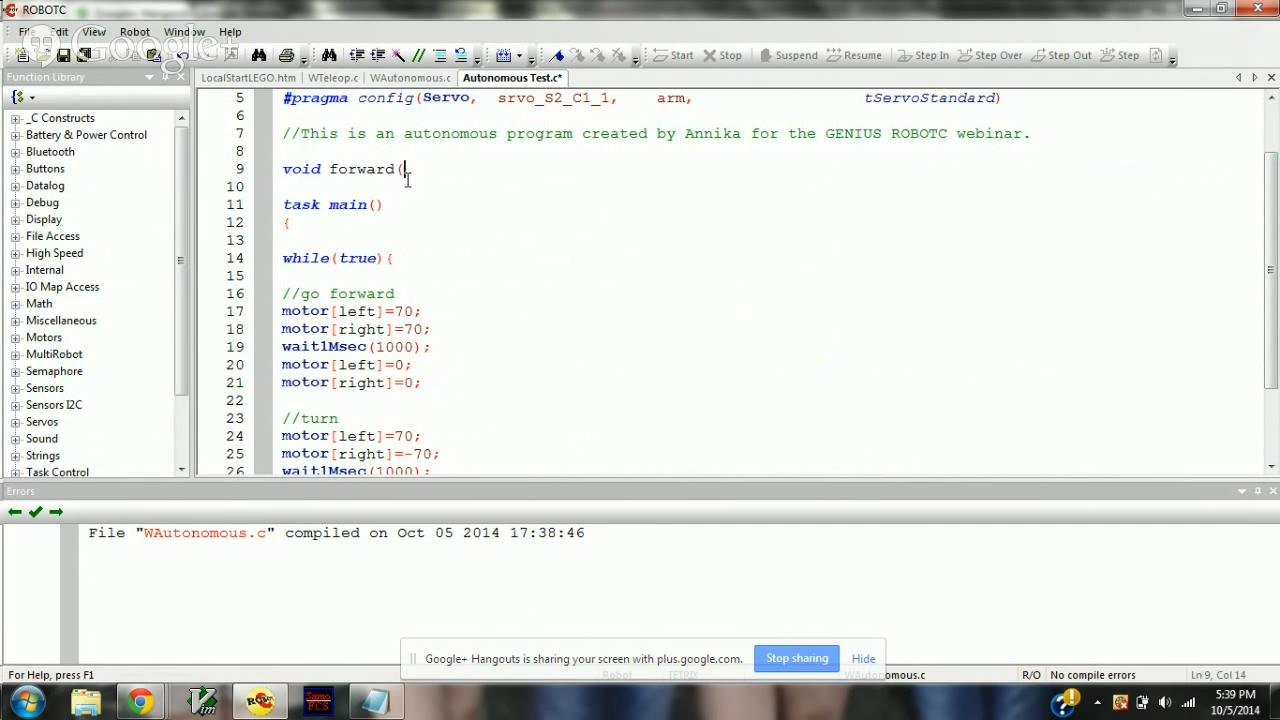 ROBOTC
File Edit View Robot Window Help
Google+
Start Stop Suspend Resume Step In Step Over Step Out Step
Function Library
LocalStartLEGO.htm WTeleop.c WAutonomous.c Autonomous Test.c*
_C Constructs
Battery & Power Control
Bluetooth
Buttons
Datalog
Debug
Display
File Access
High Speed
Internal
IO Map Access
Math
Miscellaneous
Motors
MultiRobot
Semaphore
Sensors
Sensors I2C
Servos
Sound
Strings
Task Control
5 #pragma config(Servo, srvo_S2_C1_1, arm, tServoStandard)
6
7 //This is an autonomous program created by Annika for the GENIUS ROBOTC webinar.
8
9 void forward(
10
11 task main()
12 {
13
14 while(true){
15
16 //go forward
17 motor[left]=70;
18 motor[right]=70;
19 wait1Msec(1000);
20 motor[left]=0;
21 motor[right]=0;
22
23 //turn
24 motor[left]=70;
25 motor[right]=-70;
26 wait1Msec(1000);
Errors
File "WAutonomous.c" compiled on Oct 05 2014 17:38:46
Google+ Hangouts is sharing your screen with plus.google.com. Stop sharing Hide
For Help, press F1 Robot TETRIX WAutonomous.c R/O No compile errors Ln 9, Col 14
5:39 PM
10/5/2014